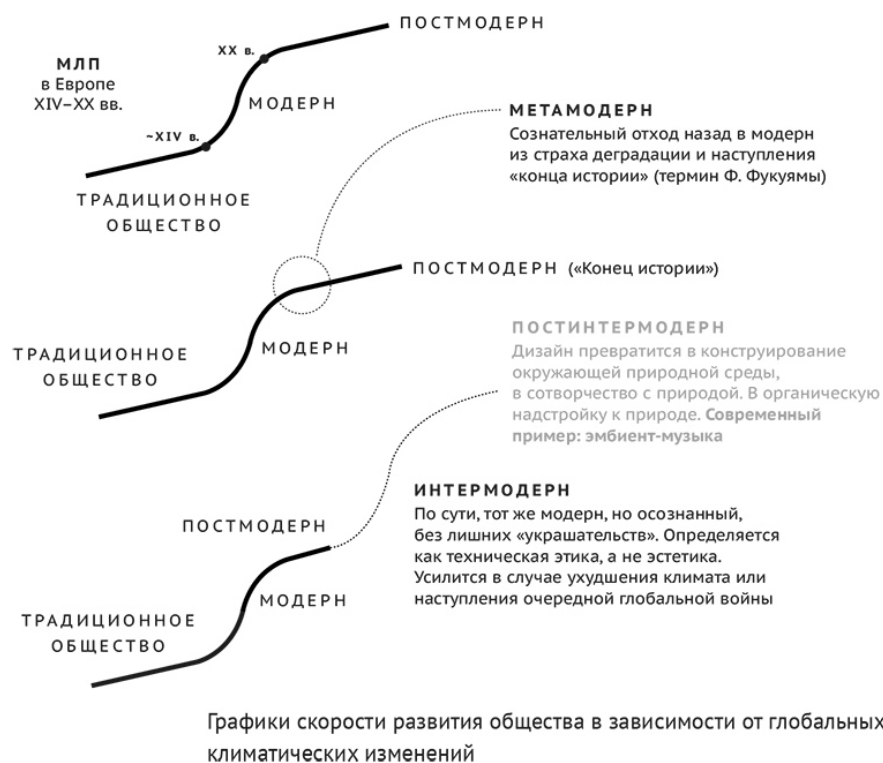 ПОСТМОДЕРН
XX в.
МЛП
в Европе
XIV–XX вв.
МОДЕРН
~XIV в.
ТРАДИЦИОННОЕ
ОБЩЕСТВО
МЕТАМОДЕРН
Сознательный отход назад в модерн
из страха деградации и наступления
«конца истории» (термин Ф. Фукуямы)
ПОСТМОДЕРН («Конец истории»)
МОДЕРН
ТРАДИЦИОННОЕ
ОБЩЕСТВО
ПОСТИНТЕРМОДЕРН
Дизайн превратится в конструирование
окружающей природной среды,
в сотворчество с природой. В органическую
надстройку к природе. Современный
пример: эмбиент-музыка
ИНТЕРМОДЕРН
По сути, тот же модерн, но осознанный,
без лишних «украшательств». Определяется
как техническая этика, а не эстетика.
Усилится в случае ухудшения климата или
наступления очередной глобальной войны
ПОСТМОДЕРН
МОДЕРН
ТРАДИЦИОННОЕ
ОБЩЕСТВО
Графики скорости развития общества в зависимости от глобальных
климатических изменений